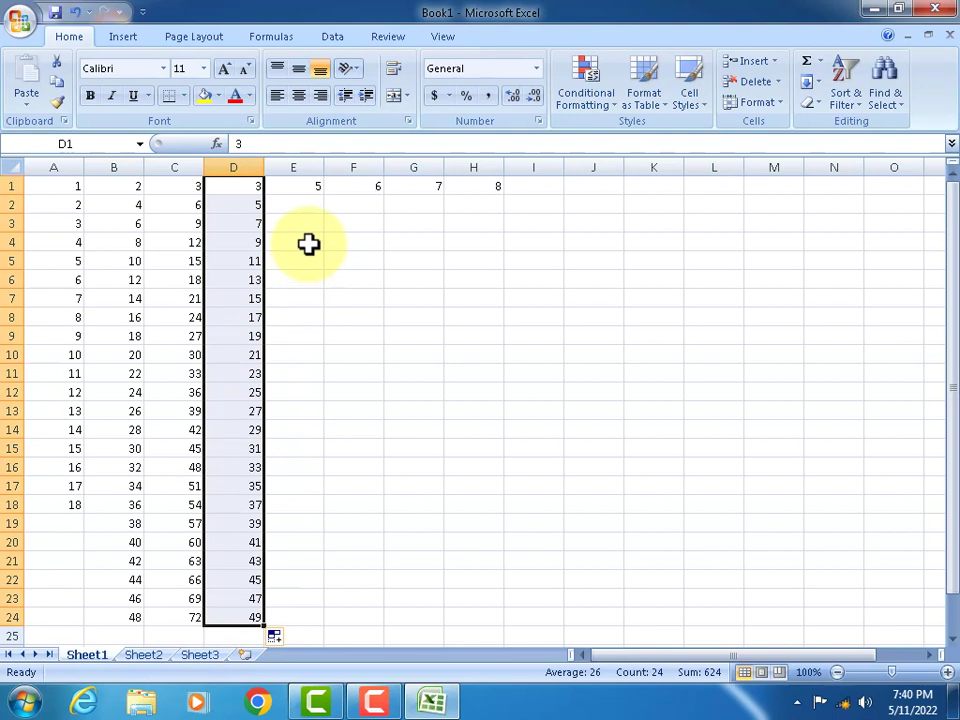 Book1 - Microsoft Excel
Home Insert Page Layout Formulas Data Review View
Paste Calibri 11 A A General Conditional Formatting Format as Table Cell Styles Insert Delete Format Σ Sort & Filter Find & Select
B I U A $ % ,
Clipboard Font Alignment Number Styles Cells Editing
D1 fx 3
A B C D E F G H I J K L M N O
1 1 2 3 3 5 6 7 8
2 2 4 6 5
3 3 6 9 7
4 4 8 12 9
5 5 10 15 11
6 6 12 18 13
7 7 14 21 15
8 8 16 24 17
9 9 18 27 19
10 10 20 30 21
11 11 22 33 23
12 12 24 36 25
13 13 26 39 27
14 14 28 42 29
15 15 30 45 31
16 16 32 48 33
17 17 34 51 35
18 18 36 54 37
19 38 57 39
20 40 60 41
21 42 63 43
22 44 66 45
23 46 69 47
24 48 72 49
25
Sheet1 Sheet2 Sheet3
Ready Average: 26 Count: 24 Sum: 624 100%
7:40 PM
5/11/2022